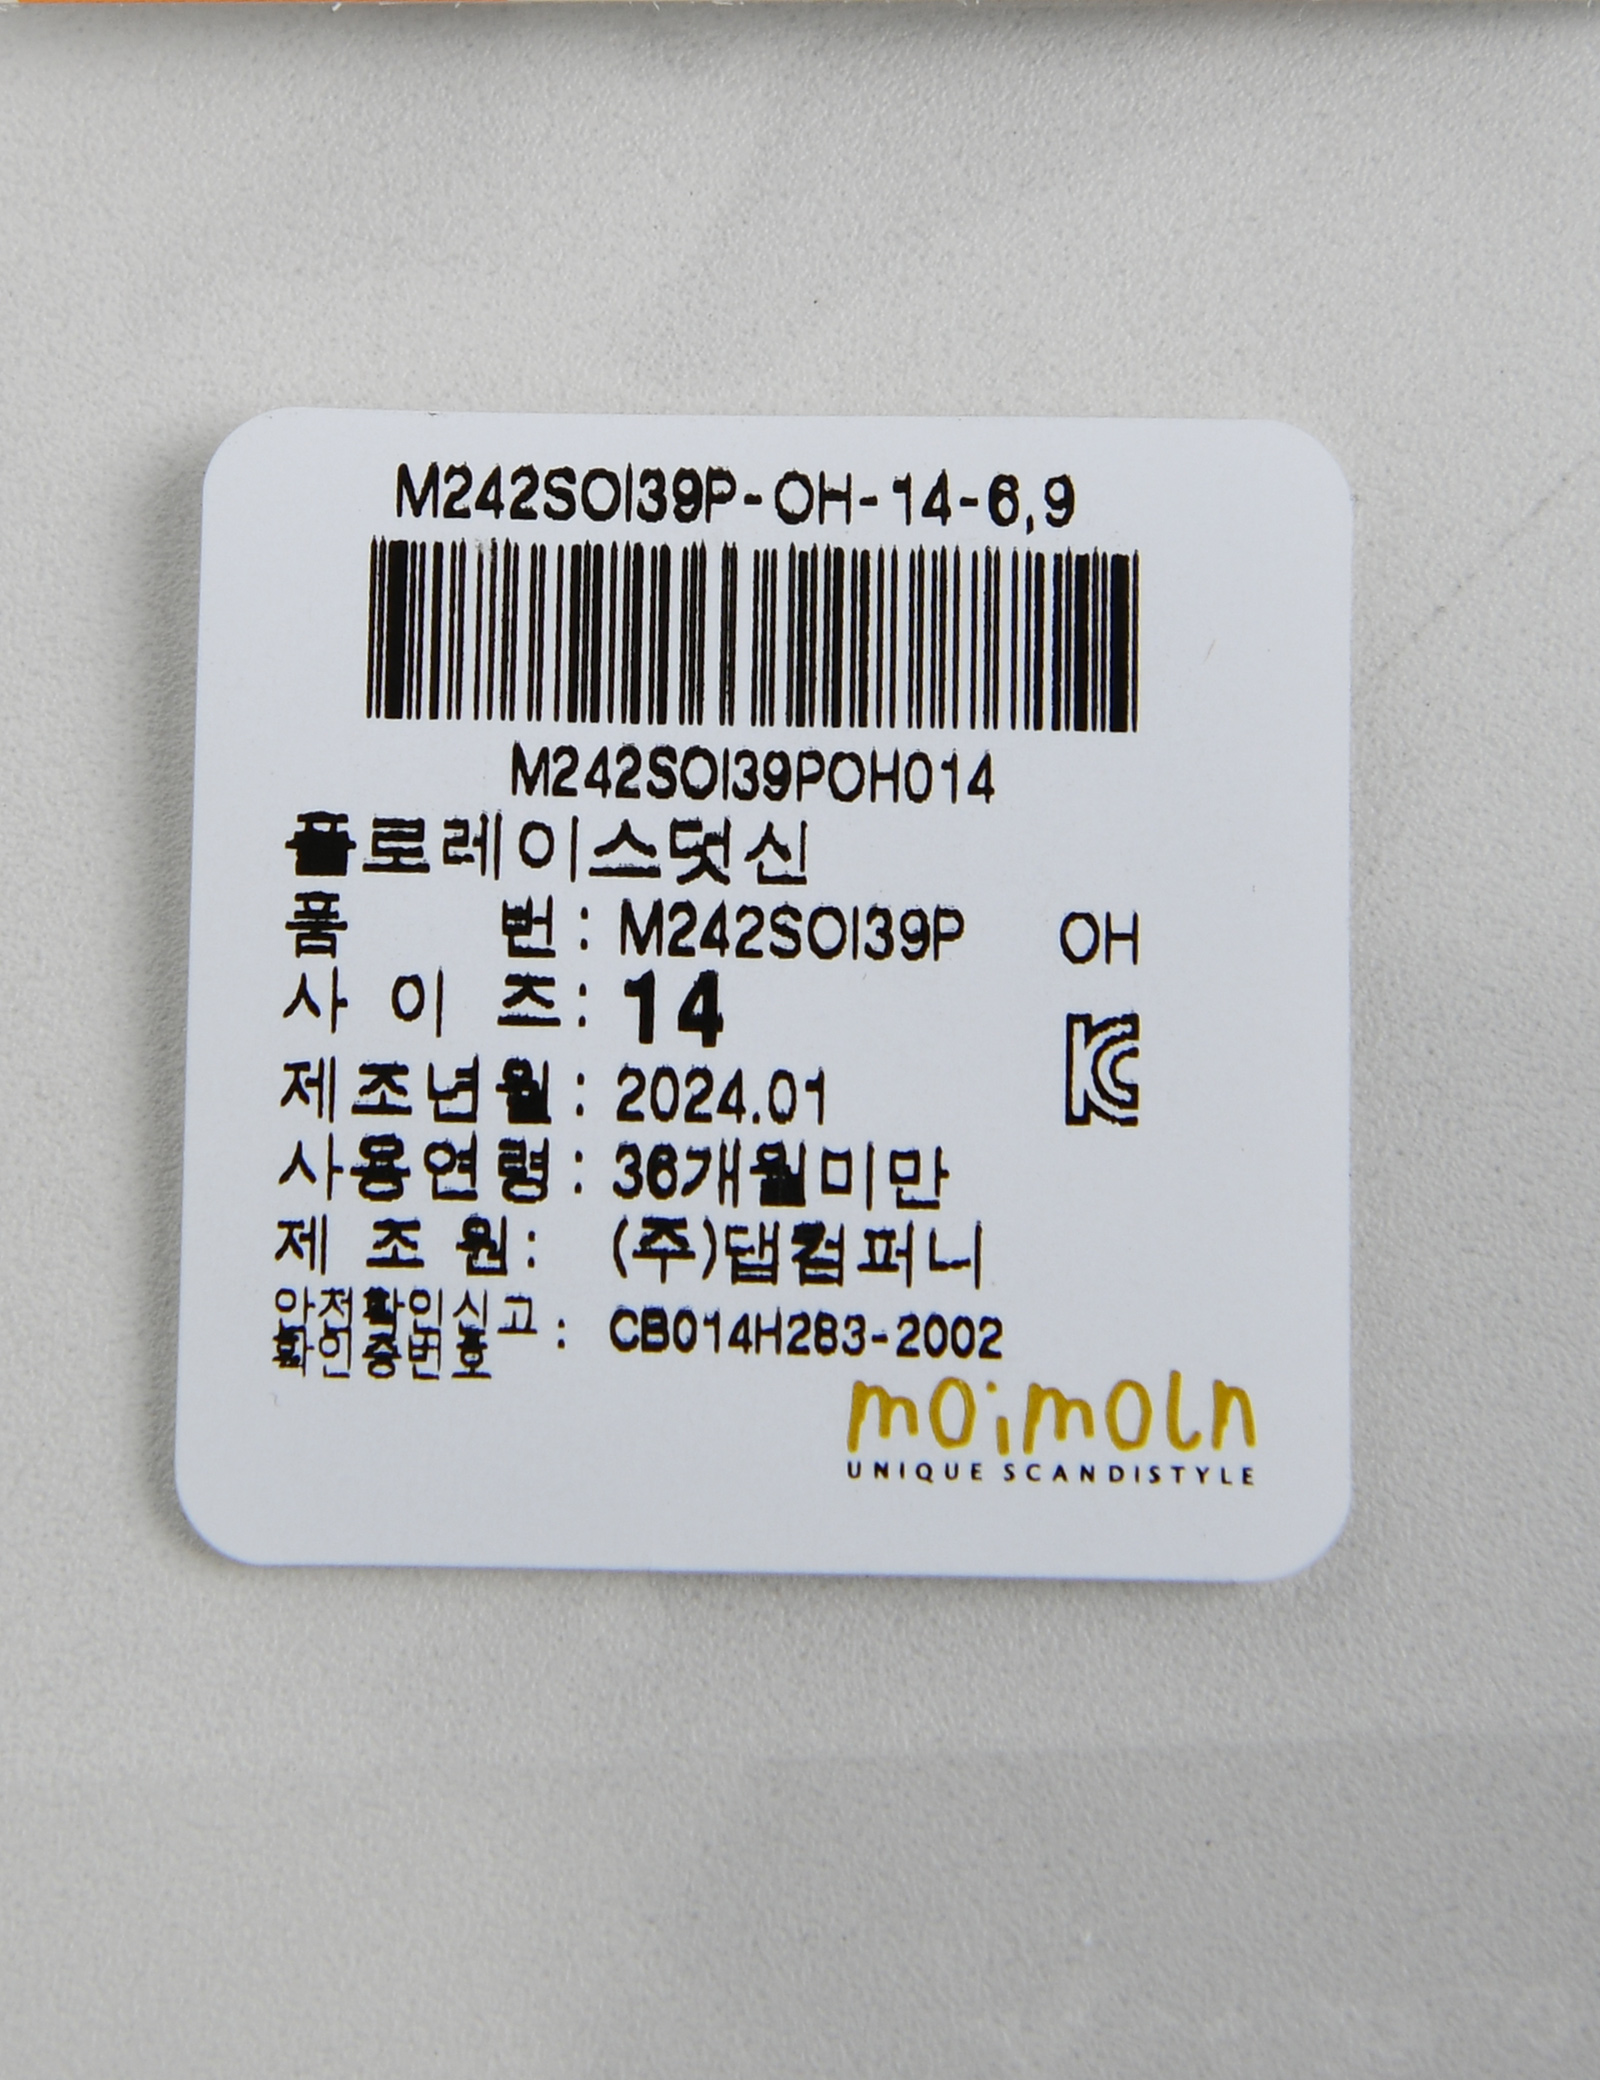 M242SOI39P-OH-14-6,9
M242SOI39POH014
플로레이스덧신
품 번: M242SOI39P OH
사 이 즈: 14
제조년월: 2024.01
사용연령: 36개월미만
제 조 원: (주)댑컴퍼니
안전확인신고
확인증번호 : CB014H283-2002
moimoln
UNIQUE SCANDISTYLE